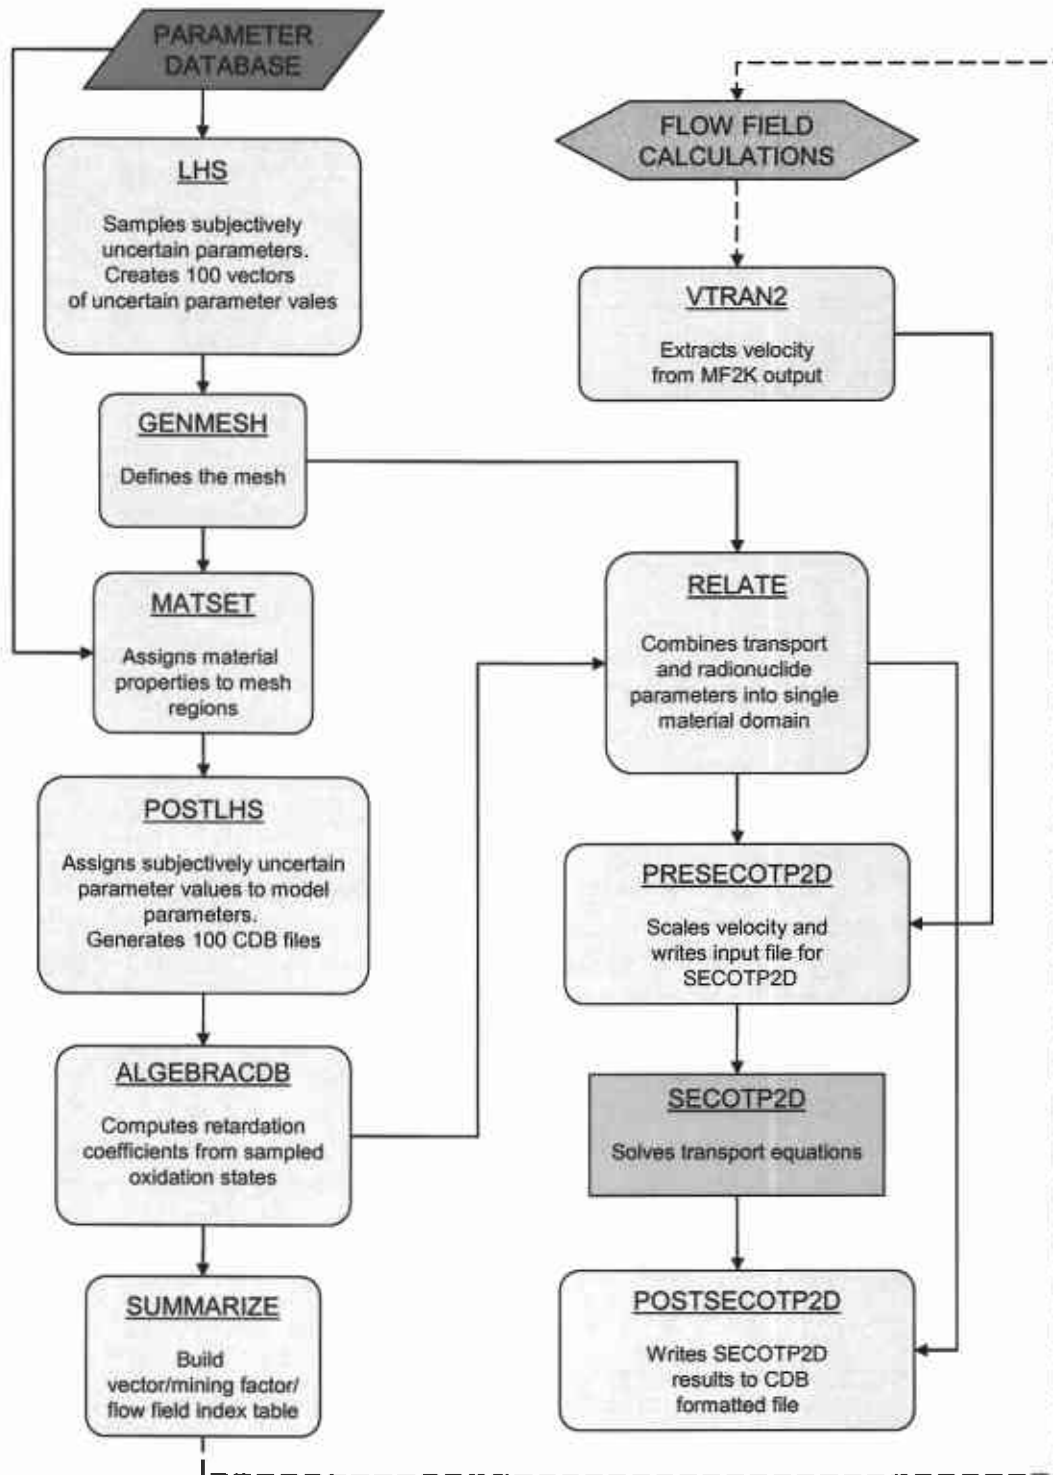 PARAMETER
DATABASE
LHS
Samples subjectively
uncertain parameters.
Creates 100 vectors
of uncertain parameter vales
GENMESH
Defines the mesh
MATSET
Assigns material
properties to mesh
regions
POSTLHS
Assigns subjectively uncertain
parameter values to model
parameters.
Generates 100 CDB files
ALGEBRACDB
Computes retardation
coefficients from sampled
oxidation states
SUMMARIZE
Build
vector/mining factor/
flow field index table
FLOW FIELD
CALCULATIONS
VTRAN2
Extracts velocity
from MF2K output
RELATE
Combines transport
and radionuclide
parameters into single
material domain
PRESECOTP2D
Scales velocity and
writes input file for
SECOTP2D
SECOTP2D
Solves transport equations
POSTSECOTP2D
Writes SECOTP2D
results to CDB
formatted file